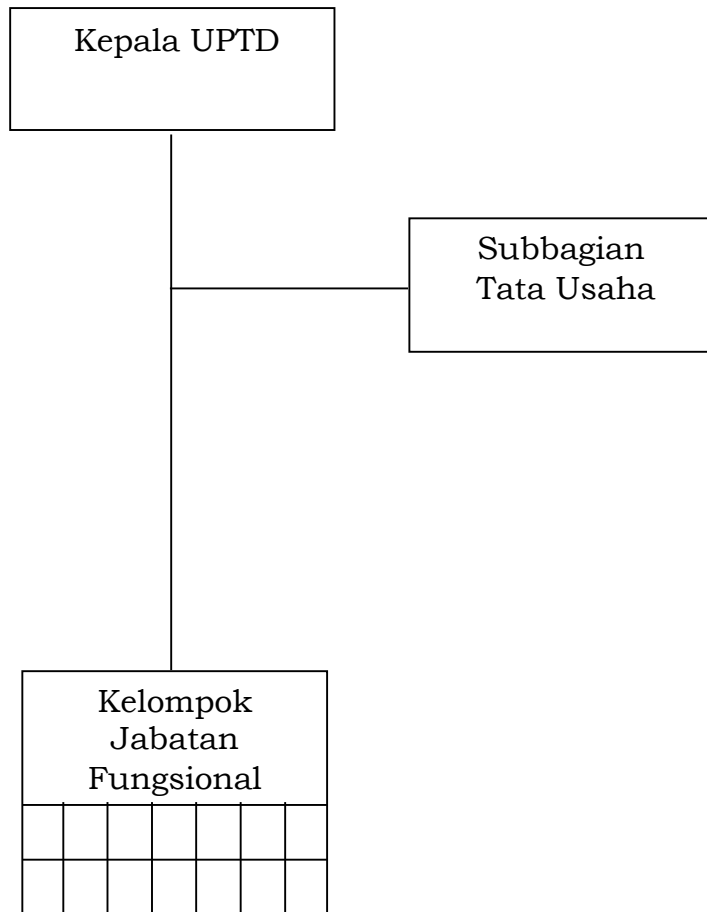 Kepala UPTD
Subbagian
Tata Usaha
Kelompok
Jabatan
Fungsional